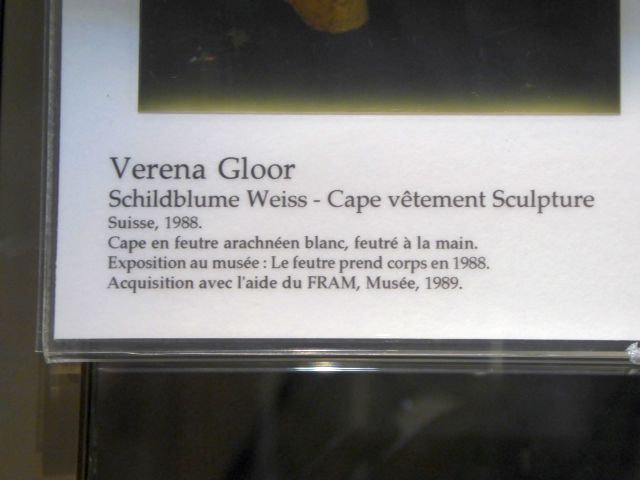 Verena Gloor
Schildblume Weiss - Cape vêtement Sculpture
Suisse, 1988.
Cape en feutre arachnéen blanc, feutré à la main.
Exposition au musée : Le feutre prend corps en 1988.
Acquisition avec l'aide du FRAM, Musée, 1989.